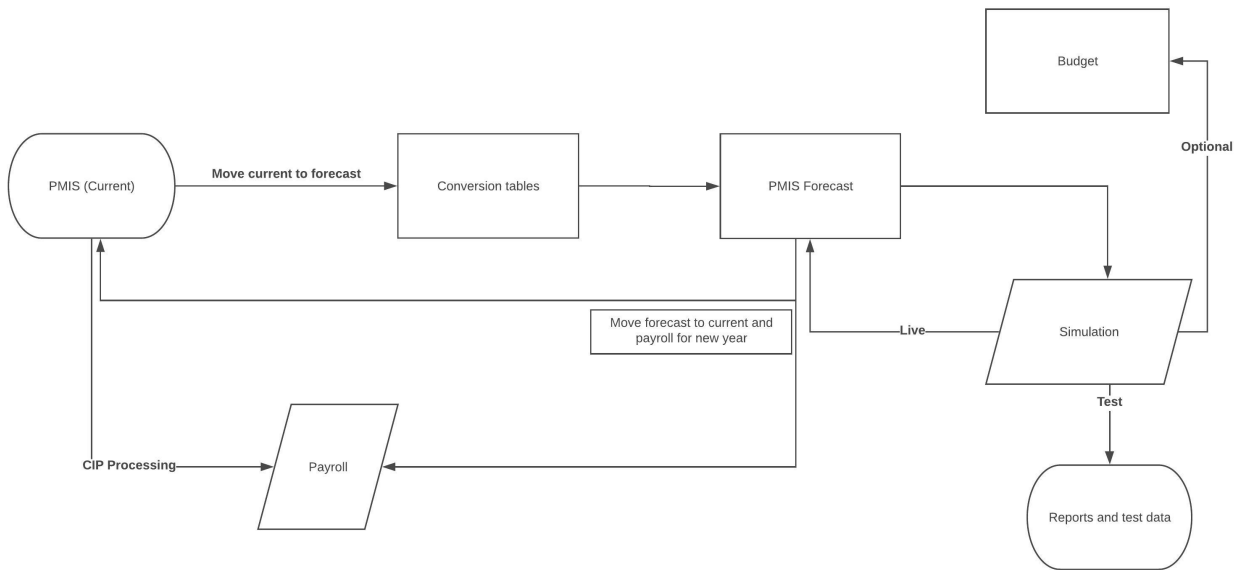 Budget
Optional
PMIS (Current)
Move current to forecast
Conversion tables
PMIS Forecast
Move forecast to current and
payroll for new year
Live
Simulation
Test
CIP Processing
Payroll
Reports and test data